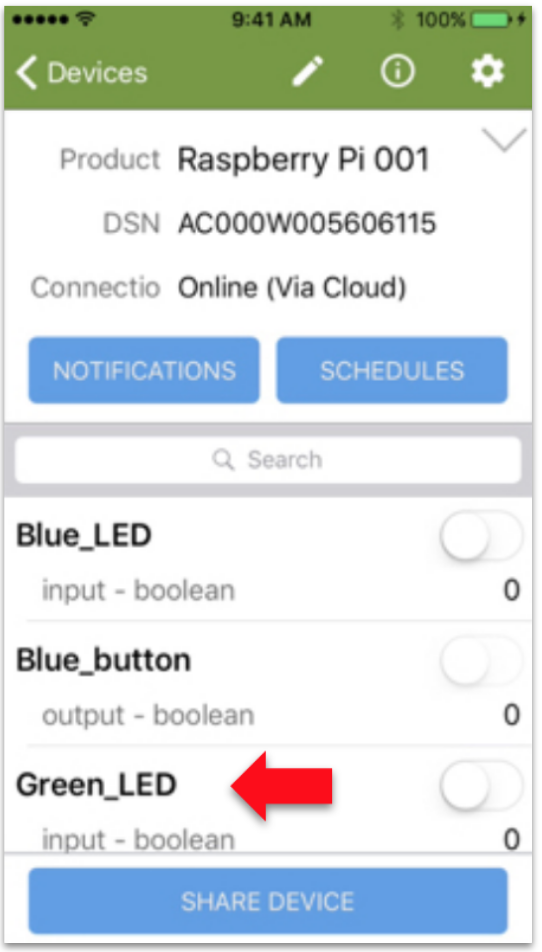 9:41 AM 100%
Devices
Product Raspberry Pi 001
DSN AC000W005606115
Connectio Online (Via Cloud)
NOTIFICATIONS SCHEDULES
Search
Blue_LED
input - boolean 0
Blue_button
output - boolean 0
Green_LED
input - boolean 0
SHARE DEVICE